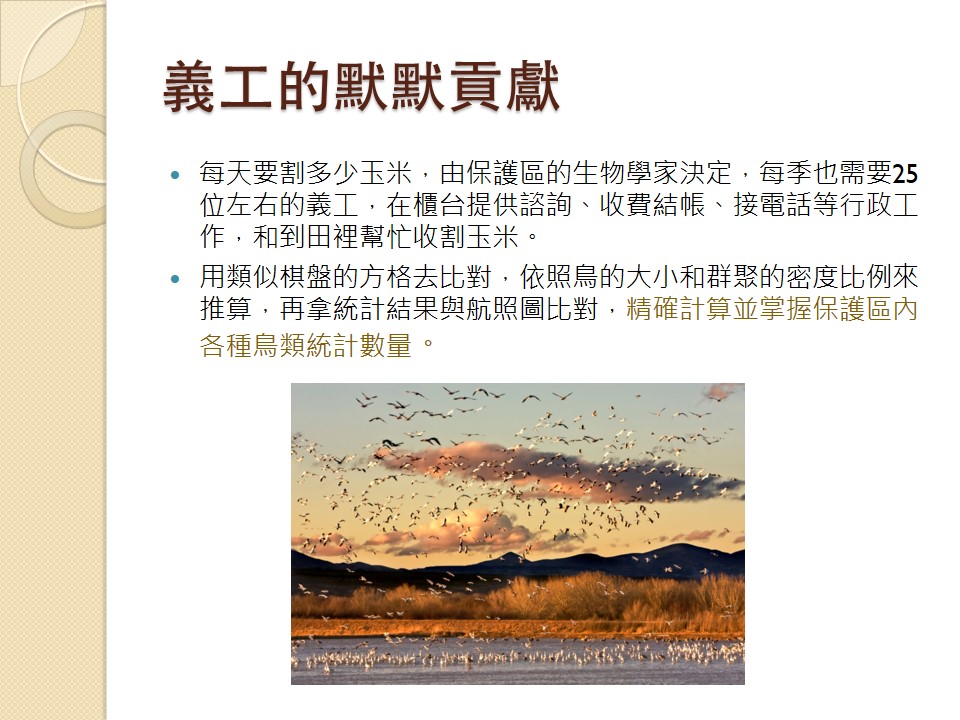 義工的默默貢獻
每天要割多少玉米，由保護區的生物學家決定，每季也需要25
位左右的義工，在櫃台提供諮詢、收費結帳、接電話等行政工
作，和到田裡幫忙收割玉米。
用類似棋盤的方格去比對，依照鳥的大小和群聚的密度比例來
推算，再拿統計結果與航照圖比對，精確計算並掌握保護區內
各種鳥類統計數量。